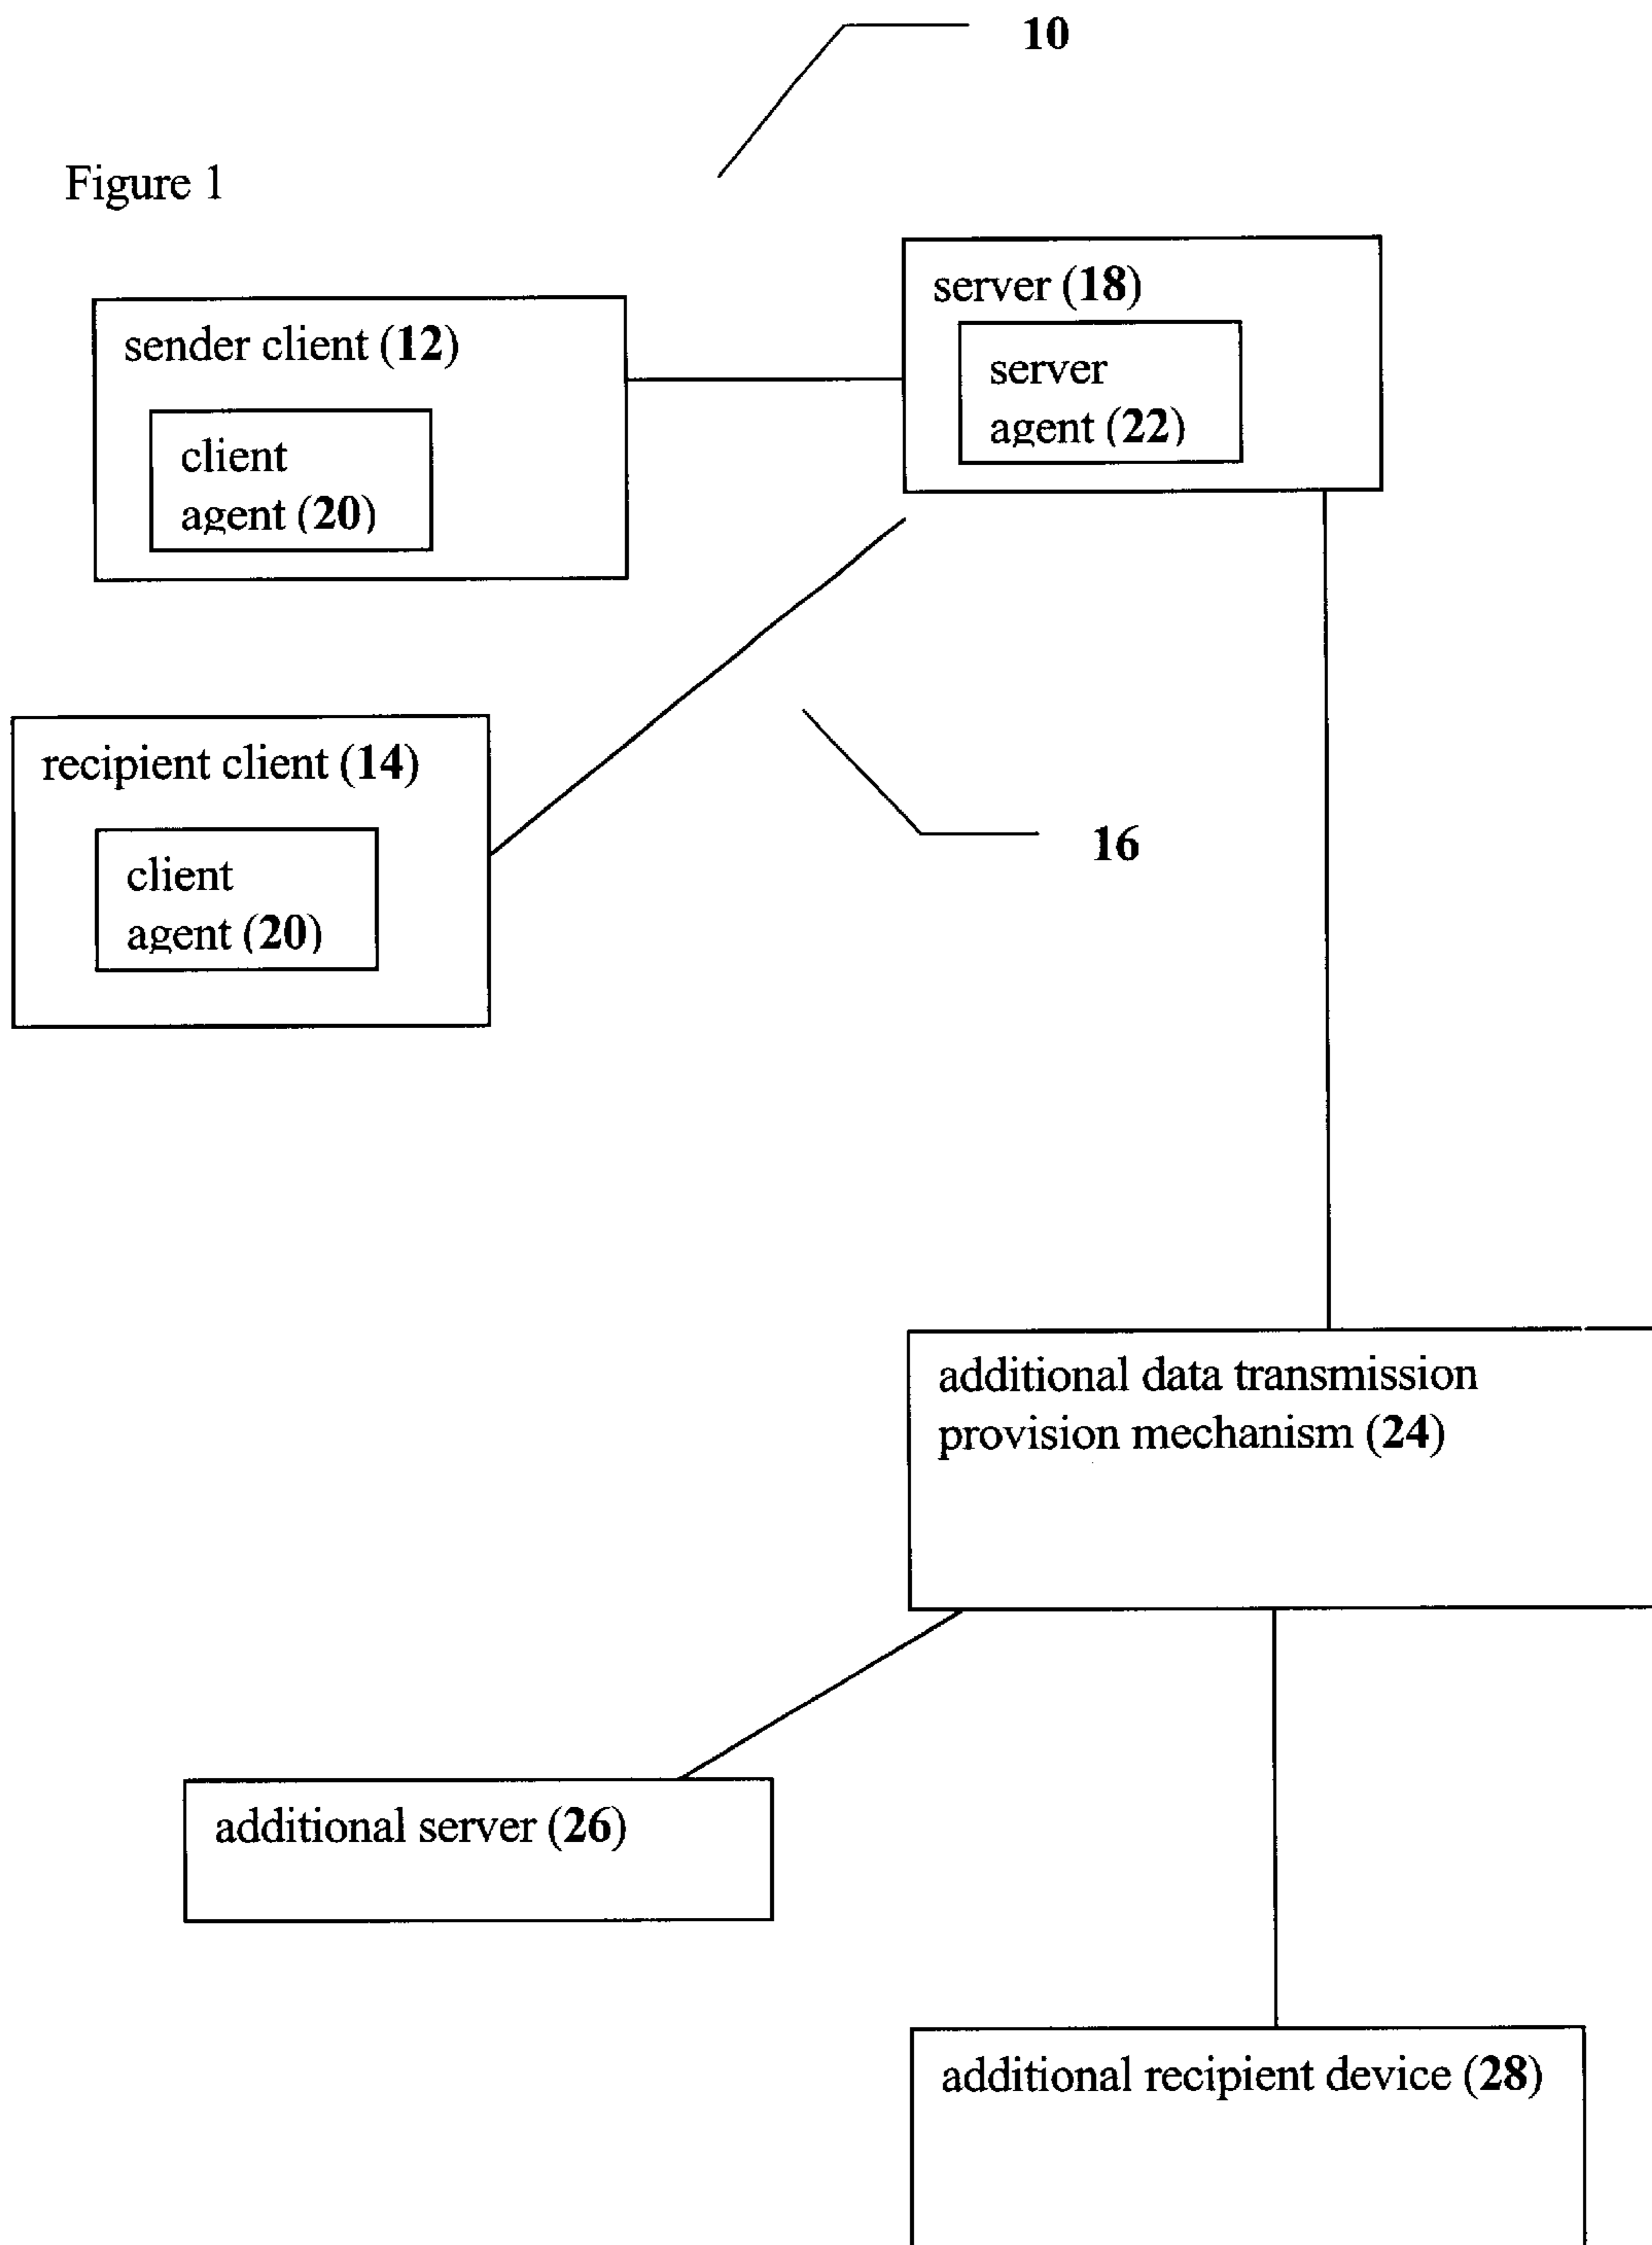 10
Figure 1
server (18)
sender client (12)
server
agent (22)
client
agent (20)
recipient client (14)
16
client
agent (20)
additional data transmission
provision mechanism (24)
additional server (26)
additional recipient device (28)